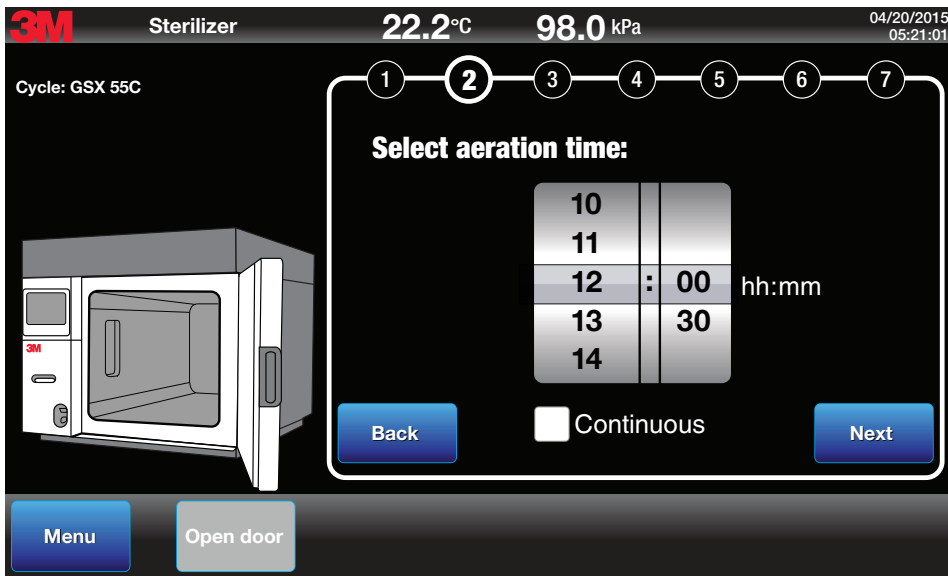 3M Sterilizer 22.2°C 98.0 kPa 04/20/2015
05:21:01
Cycle: GSX 55C
1 2 3 4 5 6 7
Select aeration time:
10
11
12 : 00 hh:mm
13 30
14
3M
Back Continuous Next
Menu Open door